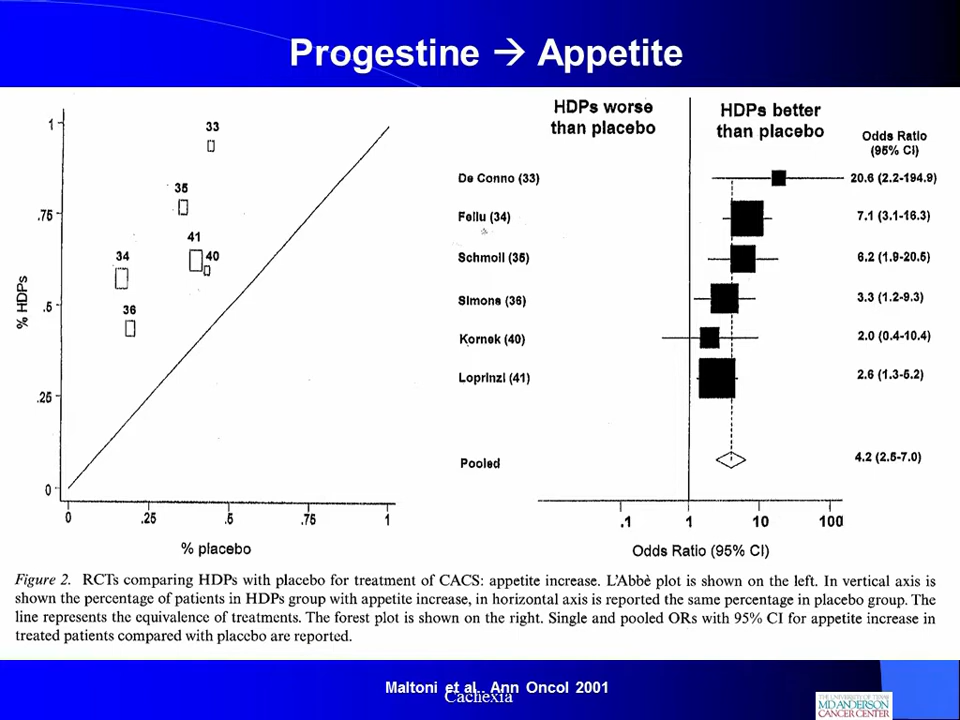 Progestine → Appetite
HDPs worse
than placebo
HDPs better
than placebo
Odds Ratio
(95% CI)
1
.75
.5
.25
0
% HDPs
33
35
41
34
40
36
0
.25
.5
.75
1
% placebo
De Conno (33)
20.6 (2.2-194.9)
Feliu (34)
7.1 (3.1-16.3)
Schmoll (35)
6.2 (1.9-20.5)
Simons (36)
3.3 (1.2-9.3)
Kornek (40)
2.0 (0.4-10.4)
Loprinzi (41)
2.6 (1.3-5.2)
Pooled
4.2 (2.5-7.0)
.1
1
10
100
Odds Ratio (95% CI)
Figure 2. RCTs comparing HDPs with placebo for treatment of CACS: appetite increase. L'Abbè plot is shown on the left. In vertical axis is
shown the percentage of patients in HDPs group with appetite increase, in horizontal axis is reported the same percentage in placebo group. The
line represents the equivalence of treatments. The forest plot is shown on the right. Single and pooled ORs with 95% CI for appetite increase in
treated patients compared with placebo are reported.
Maltoni et al., Ann Oncol 2001
Cachexia
THE UNIVERSITY OF TEXAS
MD ANDERSON
CANCER CENTER